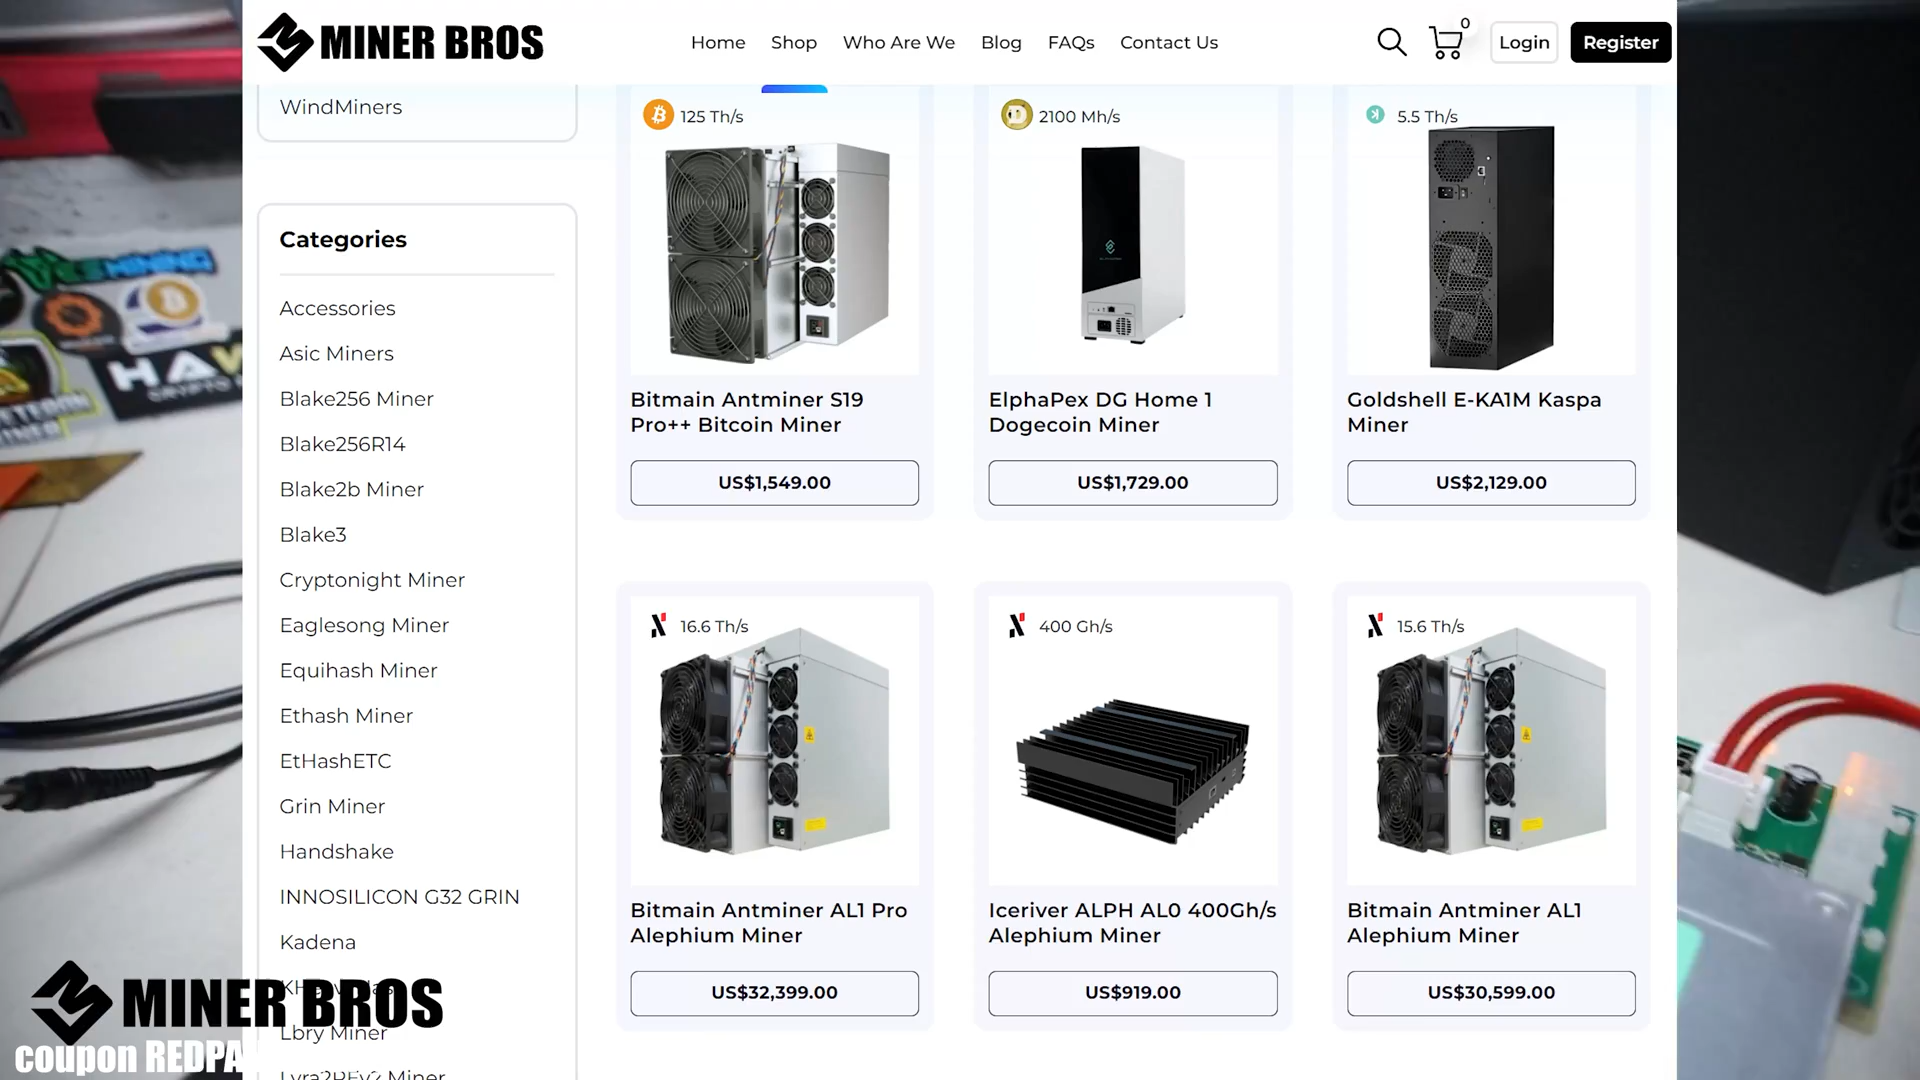 MINER BROS
Home
Shop
Who Are We
Blog
FAQs
Contact Us
0
Login
Register
WindMiners
Categories
Accessories
Asic Miners
Blake256 Miner
Blake256R14
Blake2b Miner
Blake3
Cryptonight Miner
Eaglesong Miner
Equihash Miner
Ethash Miner
EtHashETC
Grin Miner
Handshake
INNOSILICON G32 GRIN
Kadena
Lbry Miner
125 Th/s
Bitmain Antminer S19
Pro++ Bitcoin Miner
US$1,549.00
2100 Mh/s
ElphaPex DG Home 1
Dogecoin Miner
US$1,729.00
5.5 Th/s
Goldshell E-KA1M Kaspa
Miner
US$2,129.00
16.6 Th/s
Bitmain Antminer AL1 Pro
Alephium Miner
US$32,399.00
400 Gh/s
Iceriver ALPH AL0 400Gh/s
Alephium Miner
US$919.00
15.6 Th/s
Bitmain Antminer AL1
Alephium Miner
US$30,599.00
MINING
HAW
CRYPTO
MINER BROS
coupon REDPA